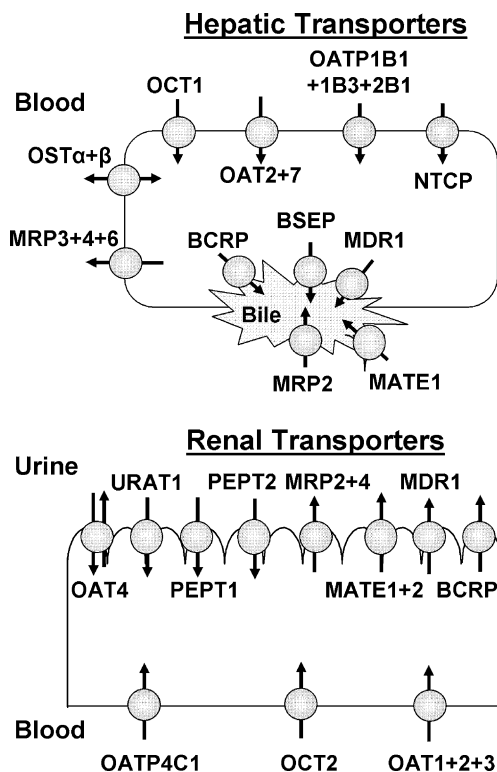 Hepatic Transporters
OATP1B1
OCT1
+1B3+2B1
Blood
OSTα+β
OAT2+7
NTCP
MRP3+4+6
BCRP
BSEP
MDR1
Bile
MRP2
MATE1
Renal Transporters
Urine
URAT1
PEPT2
MRP2+4
MDR1
OAT4
PEPT1
MATE1+2
BCRP
Blood
OATP4C1
OCT2
OAT1+2+3